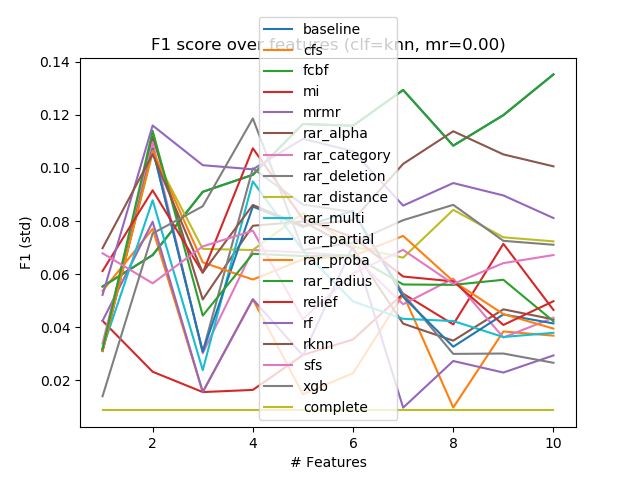 F1 score over features (clf=knn, mr=0.00)
baseline
cfs
fcbf
mi
mrmr
rar_alpha
rar_category
rar_deletion
rar_distance
rar_multi
rar_partial
rar_proba
rar_radius
relief
rf
rknn
sfs
xgb
complete
F1 (std)
0.14
0.12
0.10
0.08
0.06
0.04
0.02
2 4 6 8 10
# Features